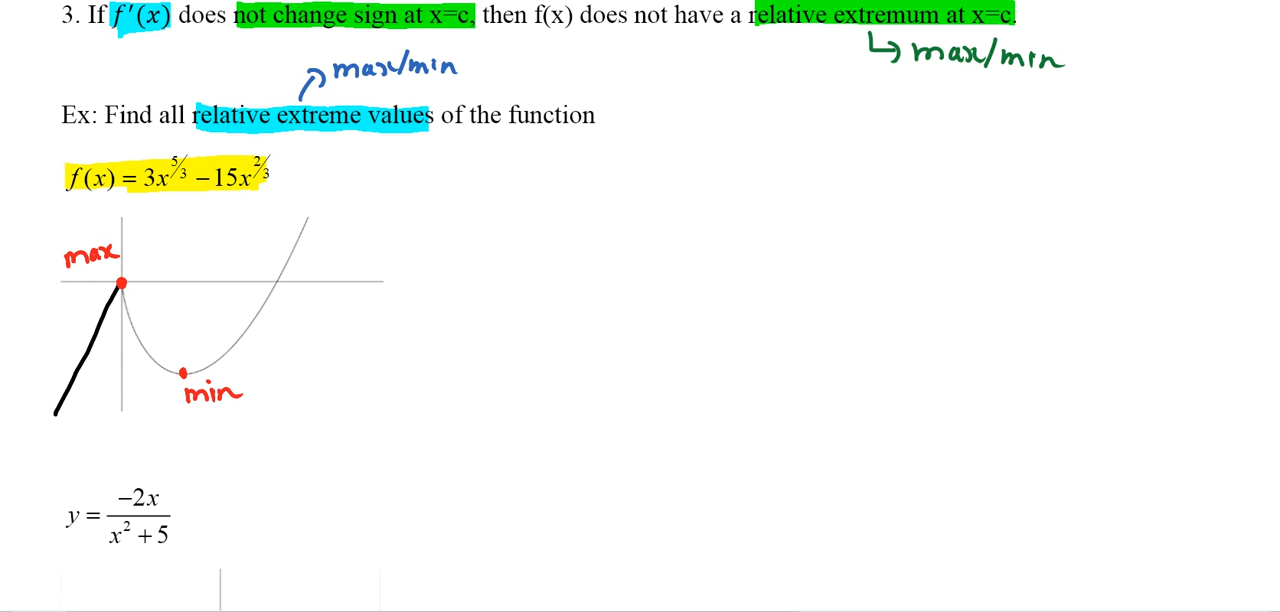 3. If f′(x) does not change sign at x=c, then f(x) does not have a relative extremum at x=c.
↳ max/min
max/min
Ex: Find all relative extreme values of the function
f(x) = 3x^{5/3} − 15x^{2/3}
max
min
y = \frac{−2x}{x² + 5}